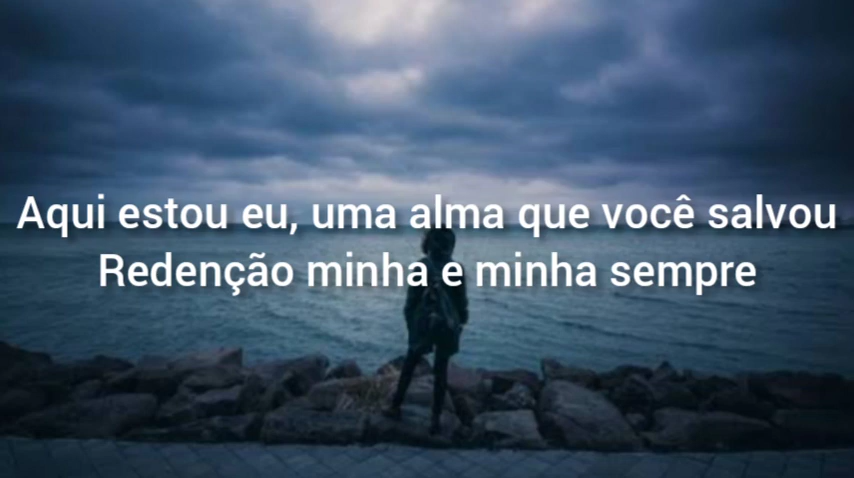 Aqui estou eu, uma alma que você salvou
Redenção minha e minha sempre